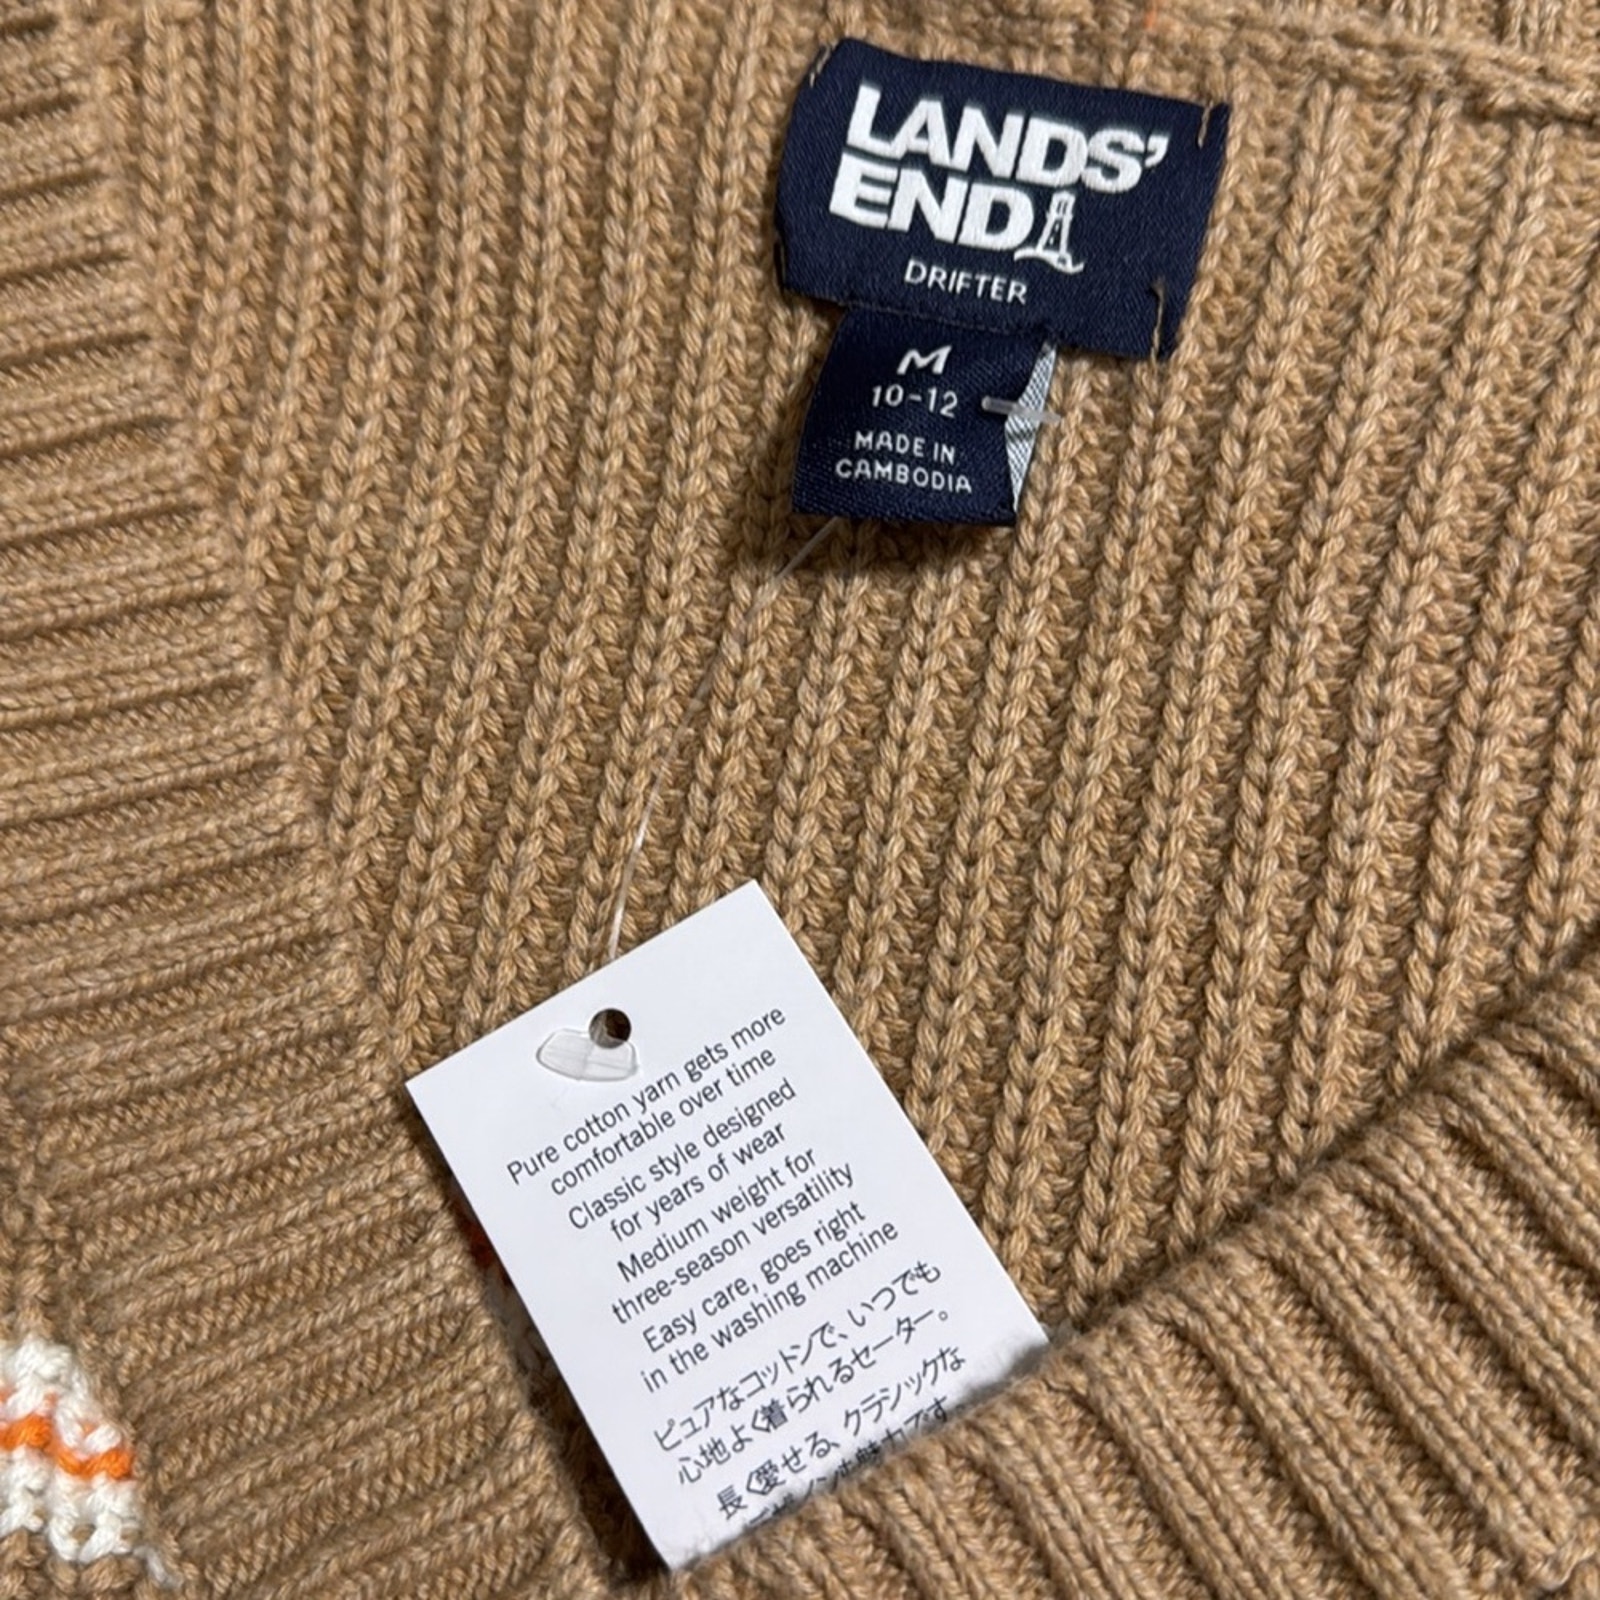 LANDS'
END
DRIFTER
M
10-12
MADE IN
CAMBODIA
Pure cotton yarn gets more
comfortable over time
Classic style designed
for years of wear
Medium weight for
three-season versatility
Easy care, goes right
in the washing machine
ピュアなコットンで、いつでも
心地よく着られるセーター。
長く愛せる、クラシックな